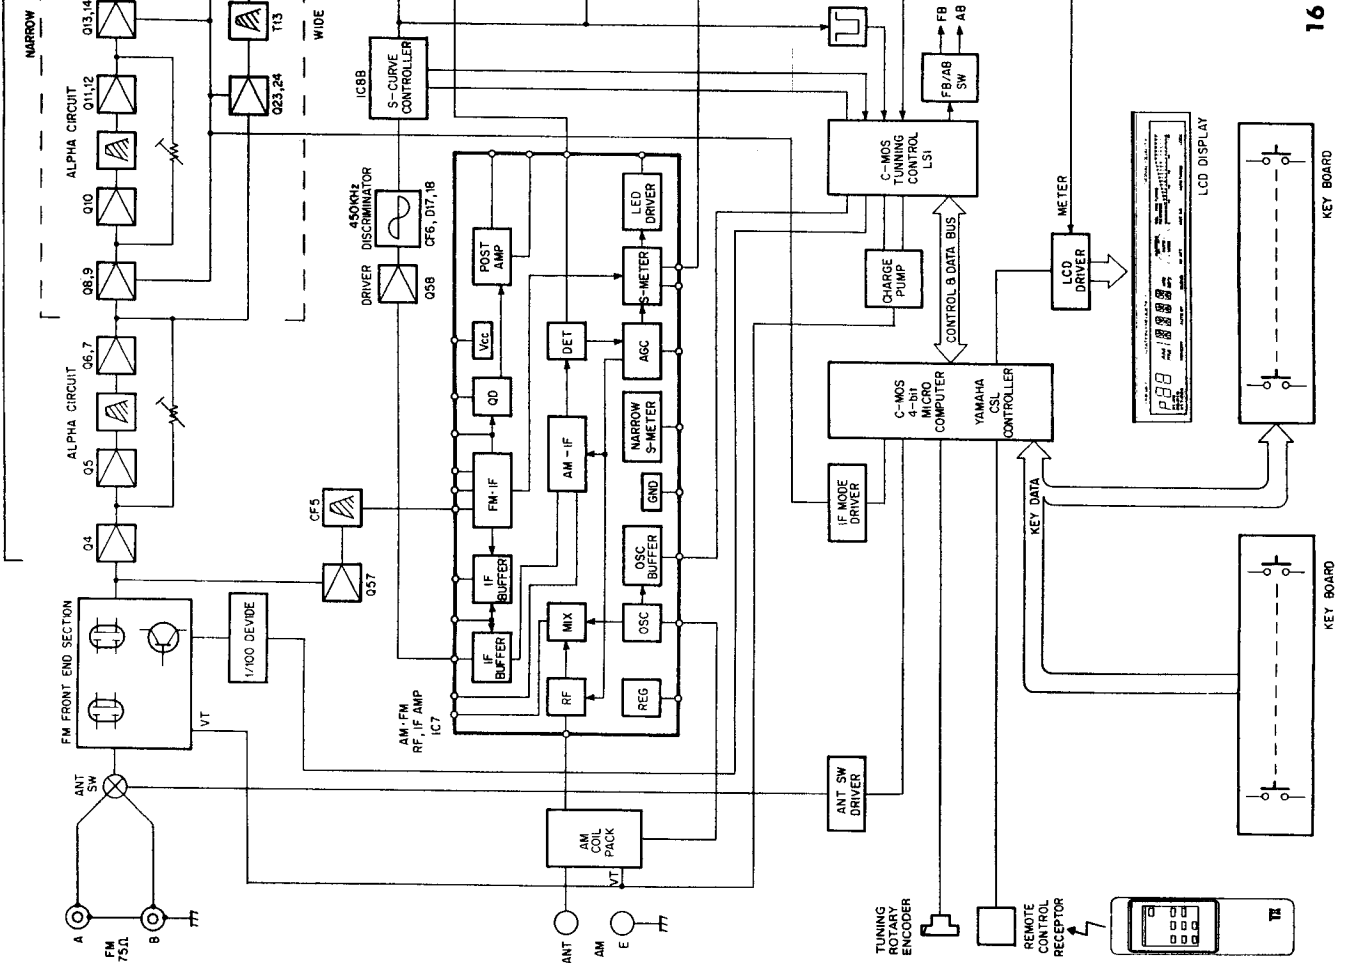 NARROW
Q13,14
T13
WIDE
Q11,12
Q23,24
ALPHA CIRCUIT
Q10
Q8,9
Q6,7
ALPHA CIRCUIT
Q5
Q4
CF5
Q57
FM FRONT END SECTION
VT
1/100 DEVIDE
ANT
SW
A
FM
75Ω
B
IC8B
S-CURVE
CONTROLLER
450KHz
DISCRIMINATOR
CF6, D17,18
DRIVER
Q58
AM·FM
RF, IF AMP
IC7
POST
AMP
LED
DRIVER
S-METER
Vcc
DET
AGC
QD
NARROW
S-METER
AM-IF
FM-IF
GND
IF
BUFFER
OSC
BUFFER
IF
BUFFER
MIX
OSC
RF
REG
AM
COIL
PACK
VT
ANT
AM
E
FB
AB
FB/AB
SW
C-MOS
TUNNING
CONTROL
LSI
CHARGE
PUMP
CONTROL & DATA BUS
METER
LCD
DRIVER
LCD DISPLAY
C-MOS
4-bit
MICRO
COMPUTER
YAMAHA
CSL
CONTROLLER
IF MODE
DRIVER
KEY DATA
KEY BOARD
KEY BOARD
ANT SW
DRIVER
TUNING
ROTARY
ENCODER
REMOTE
CONTROL
RECEPTOR
16